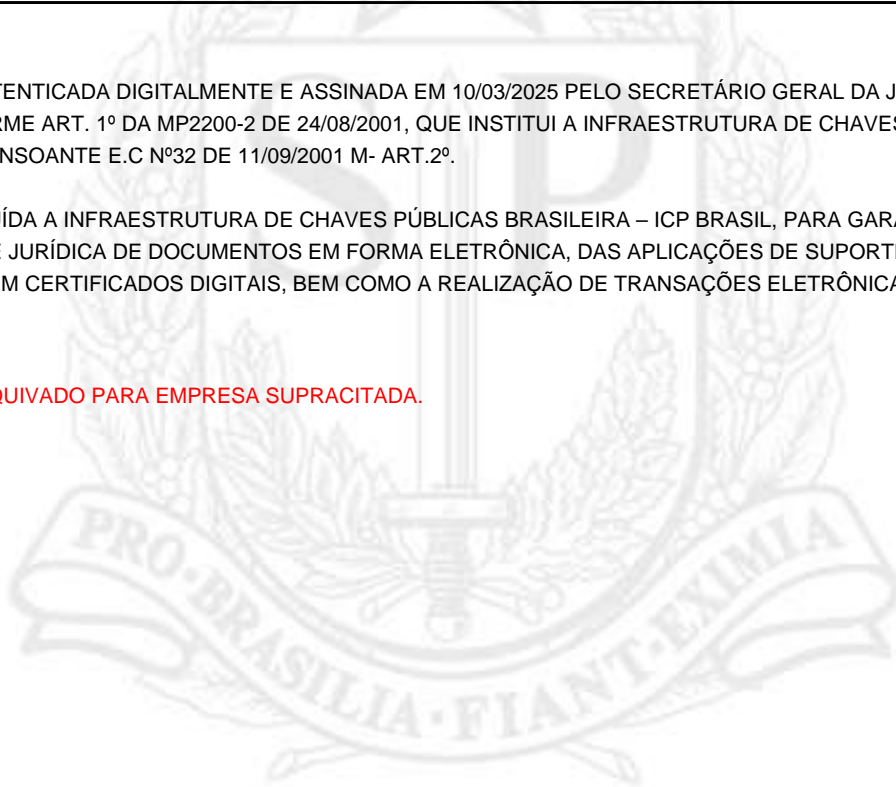 TENTICADA DIGITALMENTE E ASSINADA EM 10/03/2025 PELO SECRETÁRIO GERAL DA J
RME ART. 1º DA MP2200-2 DE 24/08/2001, QUE INSTITUI A INFRAESTRUTURA DE CHAVES
NSOANTE E.C Nº32 DE 11/09/2001 M- ART.2º.
ÍDA A INFRAESTRUTURA DE CHAVES PÚBLICAS BRASILEIRA – ICP BRASIL, PARA GARA
E JURÍDICA DE DOCUMENTOS EM FORMA ELETRÔNICA, DAS APLICAÇÕES DE SUPORTE
M CERTIFICADOS DIGITAIS, BEM COMO A REALIZAÇÃO DE TRANSAÇÕES ELETRÔNICA
QUIVADO PARA EMPRESA SUPRACITADA.
SP
PRO·BRASILIA·FIANT·EXIMIA